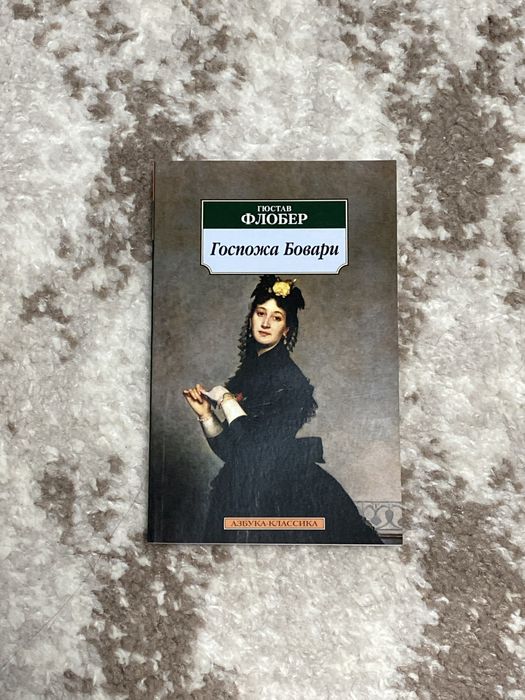 ГЮСТАВ
ФЛОБЕР
Госпожа Бовари
АЗБУКА-КЛАССИКА